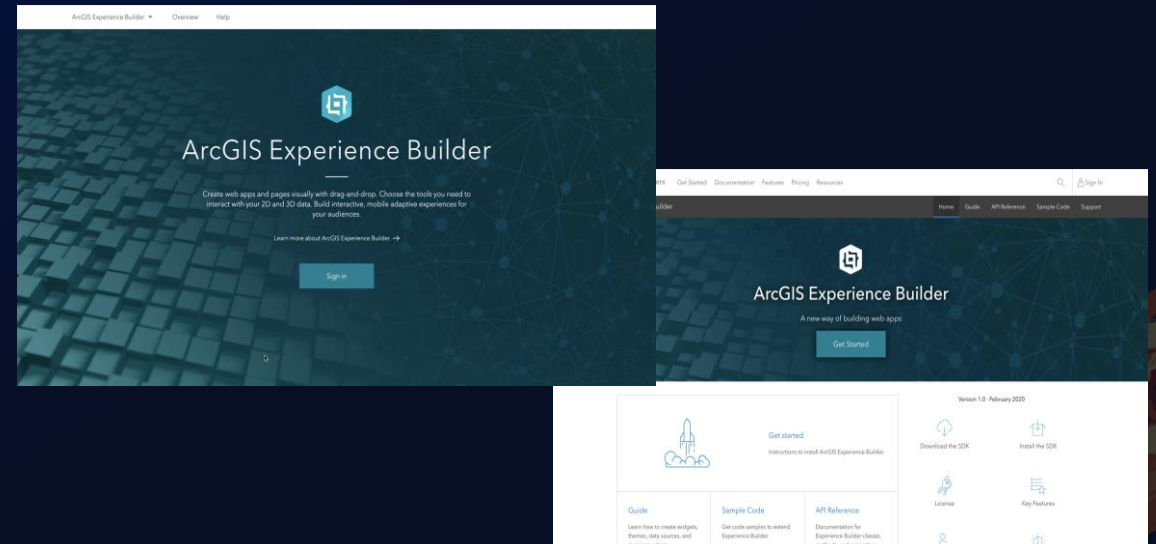 ArcGIS Experience Builder Overview Help
ArcGIS Experience Builder
Create web apps and pages visually with drag-and-drop. Choose the tools you need to
interact with your 2D and 3D data. Build interactive, mobile adaptive experiences for
your audiences.
Learn more about ArcGIS Experience Builder →
Sign in
Get Started Documentation Features Pricing Resources Sign In
Home Guide API Reference Sample Code Support
ArcGIS Experience Builder
A new way of building web apps
Get Started
Version 1.0 · February 2020
Get started
Instructions to install ArcGIS Experience Builder
Download the SDK Install the SDK
License Key Features
Guide
Learn how to create widgets,
themes, data sources, and
Sample Code
Get code samples to extend
Experience Builder.
API Reference
Documentation for
Experience Builder classes,